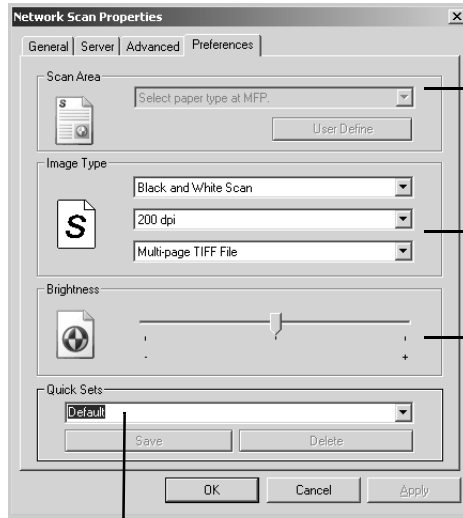 Network Scan Properties
General Server Advanced Preferences
Scan Area
S
Select paper type at MFP.
User Define
Image Type
S
Black and White Scan
200 dpi
Multi-page TIFF File
Brightness
- +
Quick Sets
Default
Save Delete
OK Cancel Apply